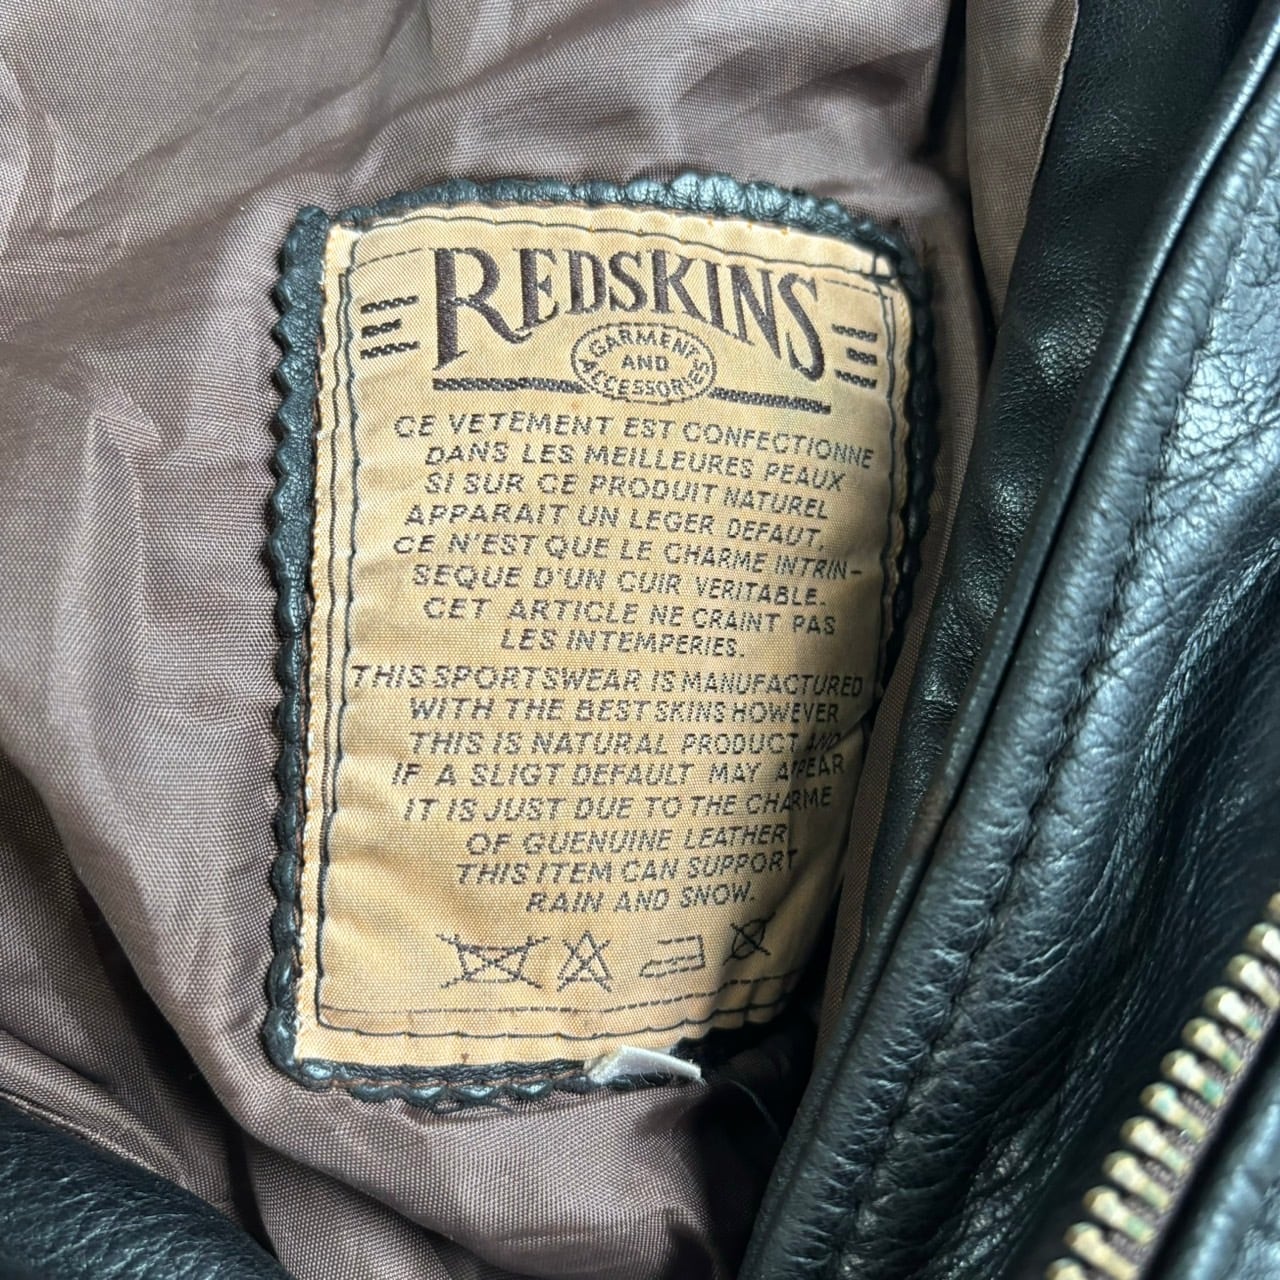 REDSKINS
GARMENT
AND
ACCESSORIES
CE VETEMENT EST CONFECTIONNE
DANS LES MEILLEURES PEAUX
SI SUR CE PRODUIT NATUREL
APPARAIT UN LEGER DEFAUT,
CE N'EST QUE LE CHARME INTRIN-
SEQUE D'UN CUIR VERITABLE.
CET ARTICLE NE CRAINT PAS
LES INTEMPERIES.
THIS SPORTSWEAR IS MANUFACTURED
WITH THE BEST SKINS HOWEVER
THIS IS NATURAL PRODUCT AND
IF A SLIGT DEFAULT MAY APPEAR
IT IS JUST DUE TO THE CHARME
OF GUENUINE LEATHER
THIS ITEM CAN SUPPORT
RAIN AND SNOW.